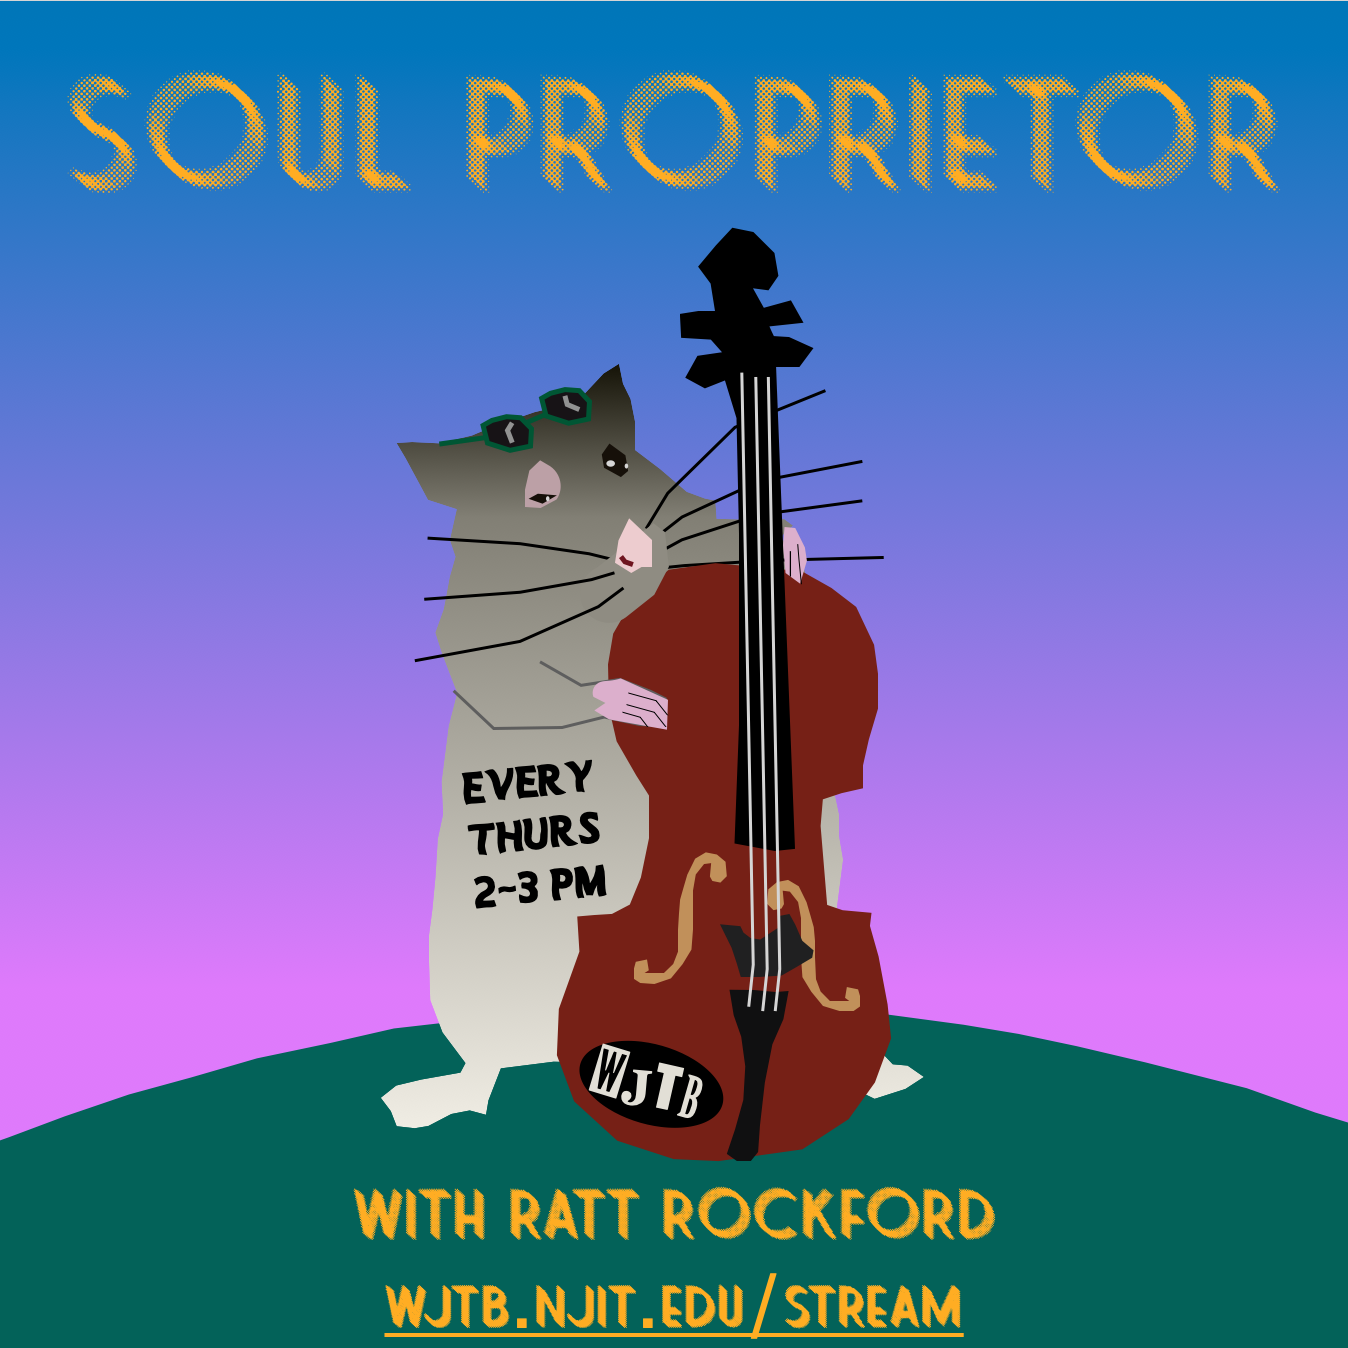 SOUL PROPRIETOR
EVERY
THURS
2-3 PM
WJTB
WITH RATT ROCKFORD
WJTB.NJIT.EDU/STREAM